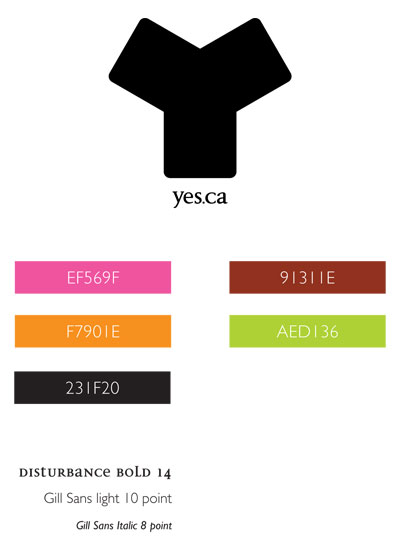 yes.ca
EF569F
91311E
F7901E
AED136
231F20
DISTURBANCE BOLD 14
Gill Sans light 10 point
Gill Sans Italic 8 point